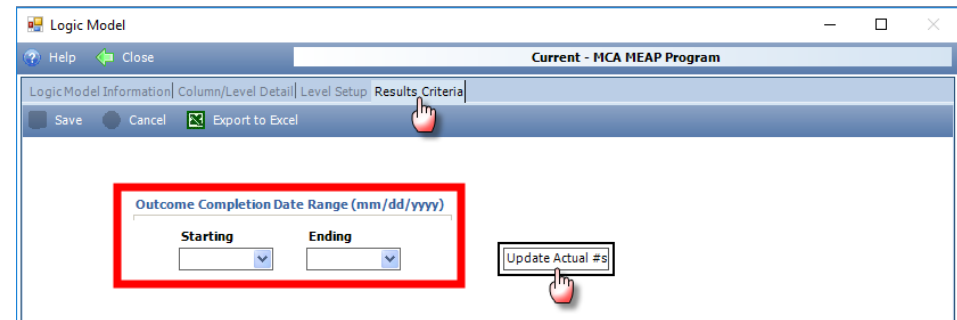 Logic Model
Help Close Current - MCA MEAP Program
Logic Model Information Column/Level Detail Level Setup Results Criteria
Save Cancel Export to Excel
Outcome Completion Date Range (mm/dd/yyyy)
Starting Ending
Update Actual #s